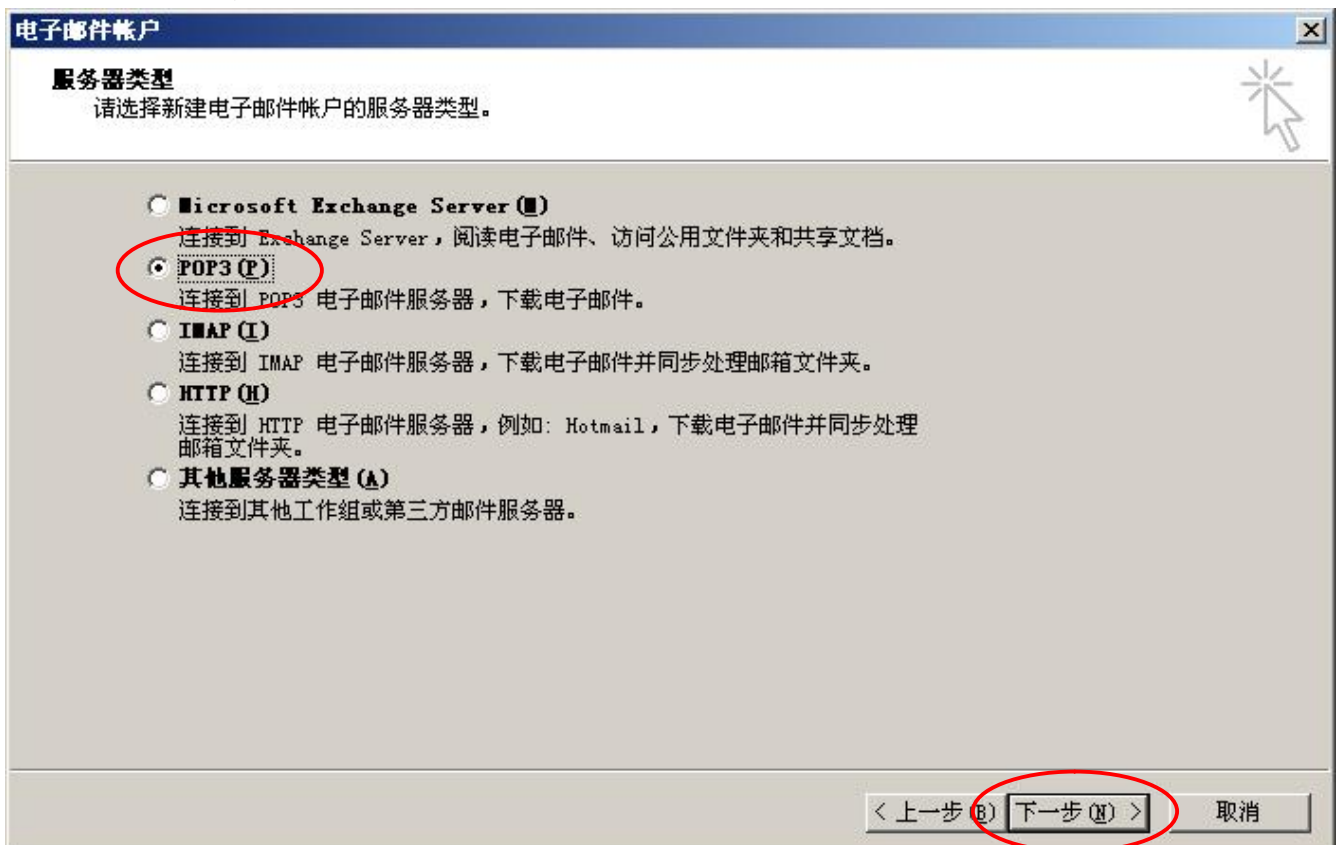 电子邮件帐户
服务器类型
请选择新建电子邮件帐户的服务器类型。
Microsoft Exchange Server(M)
连接到 Exchange Server，阅读电子邮件、访问公用文件夹和共享文档。
POP3(P)
连接到 POP3 电子邮件服务器，下载电子邮件。
IMAP(I)
连接到 IMAP 电子邮件服务器，下载电子邮件并同步处理邮箱文件夹。
HTTP(H)
连接到 HTTP 电子邮件服务器，例如: Hotmail，下载电子邮件并同步处理
邮箱文件夹。
其他服务器类型(A)
连接到其他工作组或第三方邮件服务器。
< 上一步(B) 下一步(N) > 取消